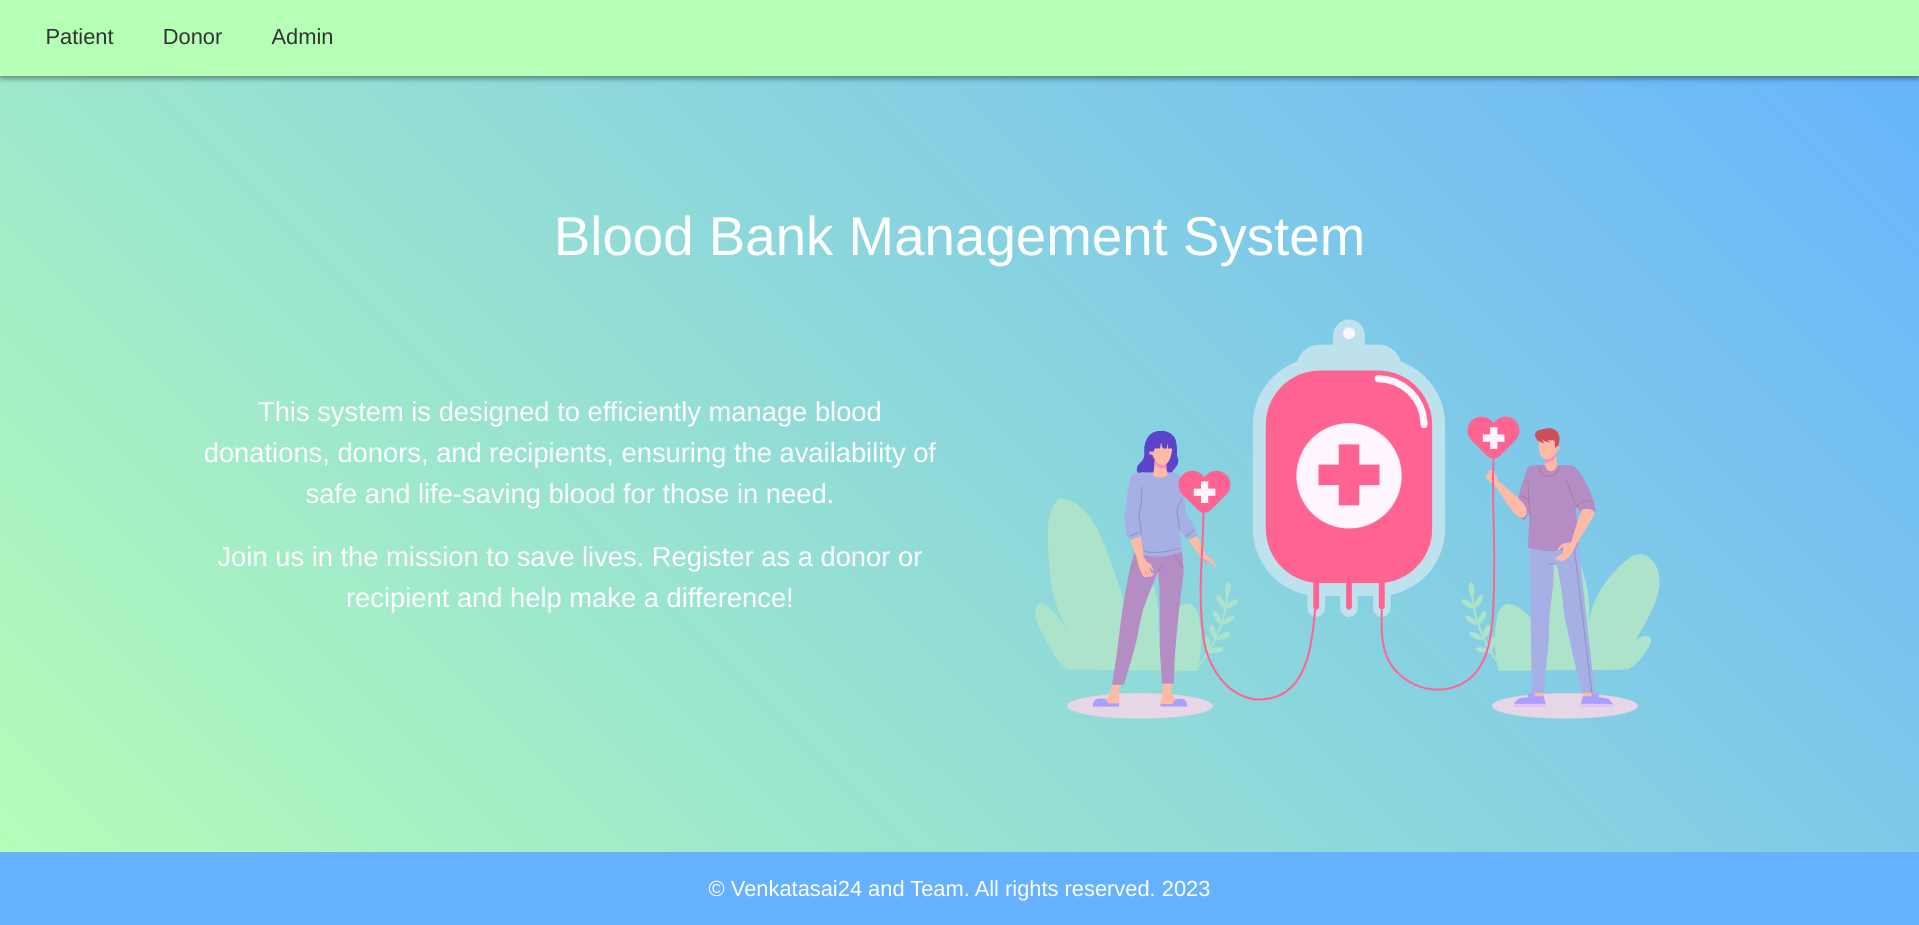 Patient Donor Admin
Blood Bank Management System
This system is designed to efficiently manage blood
donations, donors, and recipients, ensuring the availability of
safe and life-saving blood for those in need.
Join us in the mission to save lives. Register as a donor or
recipient and help make a difference!
© Venkatasai24 and Team. All rights reserved. 2023